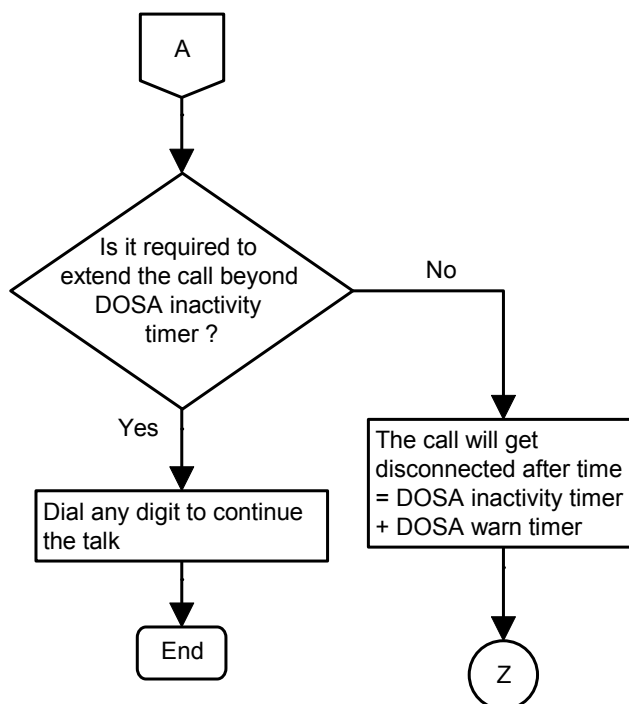 A
Is it required to
extend the call beyond
DOSA inactivity
timer ?
No
Yes
The call will get
disconnected after time
= DOSA inactivity timer
+ DOSA warn timer
Dial any digit to continue
the talk
End
Z